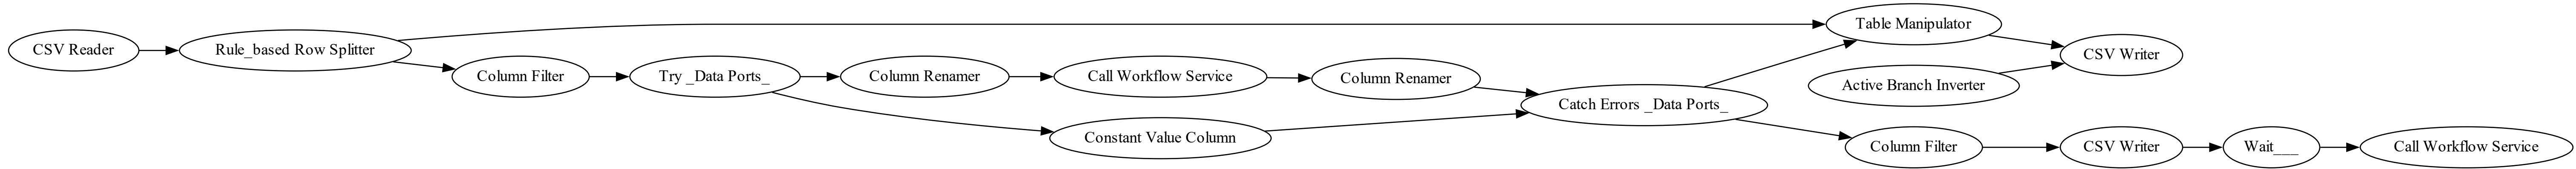 CSV Reader
Rule_based Row Splitter
Column Filter
Try _Data Ports_
Column Renamer
Call Workflow Service
Column Renamer
Constant Value Column
Catch Errors _Data Ports_
Table Manipulator
Active Branch Inverter
CSV Writer
Column Filter
CSV Writer
Wait___
Call Workflow Service